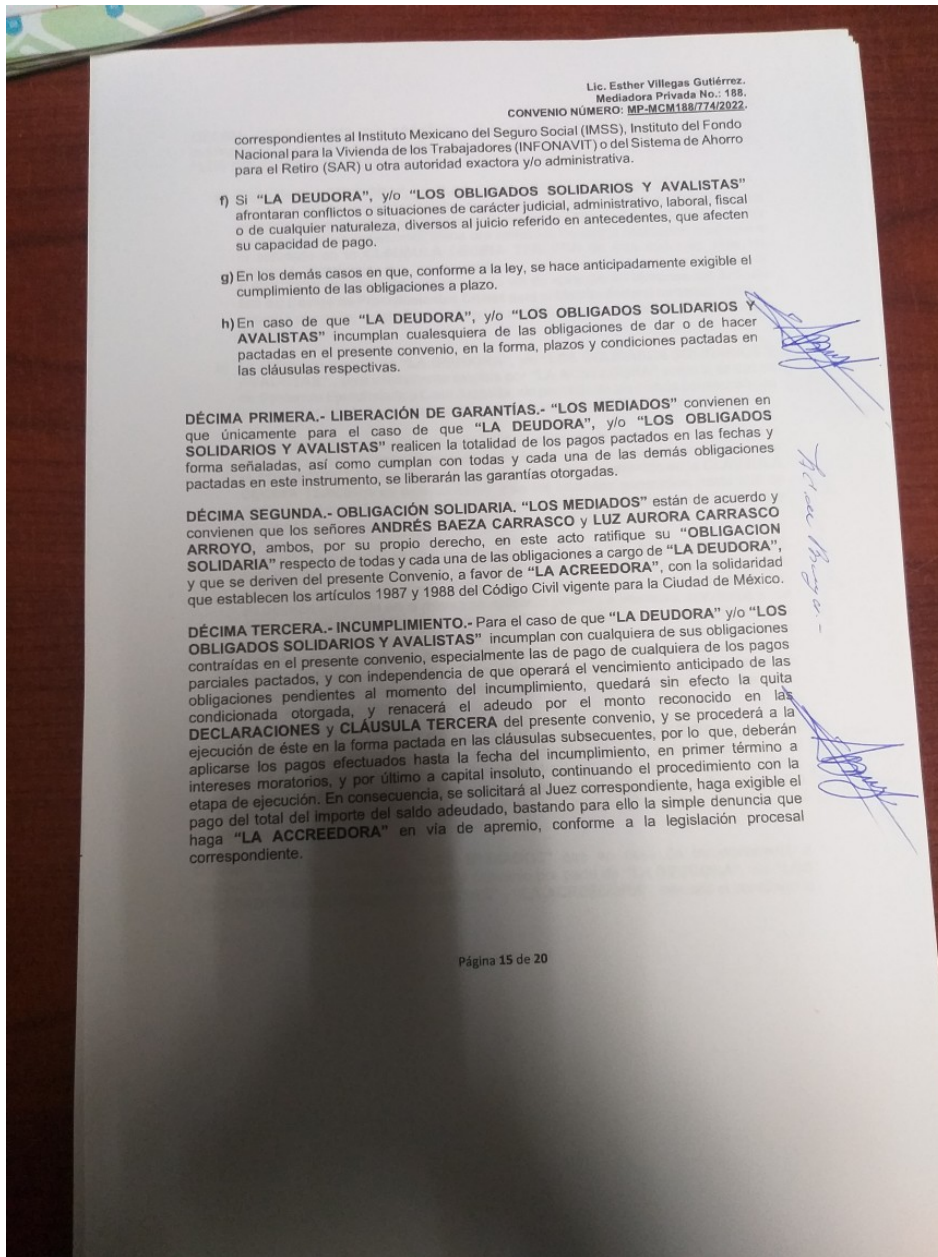 Lic. Esther Villegas Gutiérrez.
Mediadora Privada No.: 188.
CONVENIO NÚMERO: MP-MCM188/774/2022.
correspondientes al Instituto Mexicano del Seguro Social (IMSS), Instituto del Fondo
Nacional para la Vivienda de los Trabajadores (INFONAVIT) o del Sistema de Ahorro
para el Retiro (SAR) u otra autoridad exactora y/o administrativa.
f) Si “LA DEUDORA”, y/o “LOS OBLIGADOS SOLIDARIOS Y AVALISTAS”
afrontaran conflictos o situaciones de carácter judicial, administrativo, laboral, fiscal
o de cualquier naturaleza, diversos al juicio referido en antecedentes, que afecten
su capacidad de pago.
g) En los demás casos en que, conforme a la ley, se hace anticipadamente exigible el
cumplimiento de las obligaciones a plazo.
h) En caso de que “LA DEUDORA”, y/o “LOS OBLIGADOS SOLIDARIOS Y
AVALISTAS” incumplan cualesquiera de las obligaciones de dar o de hacer
pactadas en el presente convenio, en la forma, plazos y condiciones pactadas en
las cláusulas respectivas.
DÉCIMA PRIMERA.- LIBERACIÓN DE GARANTÍAS.- “LOS MEDIADOS” convienen en
que únicamente para el caso de que “LA DEUDORA”, y/o “LOS OBLIGADOS
SOLIDARIOS Y AVALISTAS” realicen la totalidad de los pagos pactados en las fechas y
forma señaladas, así como cumplan con todas y cada una de las demás obligaciones
pactadas en este instrumento, se liberarán las garantías otorgadas.
DÉCIMA SEGUNDA.- OBLIGACIÓN SOLIDARIA. “LOS MEDIADOS” están de acuerdo y
convienen que los señores ANDRÉS BAEZA CARRASCO y LUZ AURORA CARRASCO
ARROYO, ambos, por su propio derecho, en este acto ratifique su “OBLIGACION
SOLIDARIA” respecto de todas y cada una de las obligaciones a cargo de “LA DEUDORA”,
y que se deriven del presente Convenio, a favor de “LA ACREEDORA”, con la solidaridad
que establecen los artículos 1987 y 1988 del Código Civil vigente para la Ciudad de México.
DÉCIMA TERCERA.- INCUMPLIMIENTO.- Para el caso de que “LA DEUDORA” y/o “LOS
OBLIGADOS SOLIDARIOS Y AVALISTAS” incumplan con cualquiera de sus obligaciones
contraídas en el presente convenio, especialmente las de pago de cualquiera de los pagos
parciales pactados, y con independencia de que operará el vencimiento anticipado de las
obligaciones pendientes al momento del incumplimiento, quedará sin efecto la quita
condicionada otorgada, y renacerá el adeudo por el monto reconocido en las
DECLARACIONES y CLÁUSULA TERCERA del presente convenio, y se procederá a la
ejecución de éste en la forma pactada en las cláusulas subsecuentes, por lo que, deberán
aplicarse los pagos efectuados hasta la fecha del incumplimiento, en primer término a
intereses moratorios, y por último a capital insoluto, continuando el procedimiento con la
etapa de ejecución. En consecuencia, se solicitará al Juez correspondiente, haga exigible el
pago del total del importe del saldo adeudado, bastando para ello la simple denuncia que
haga “LA ACCREEDORA” en vía de apremio, conforme a la legislación procesal
correspondiente.
Página 15 de 20